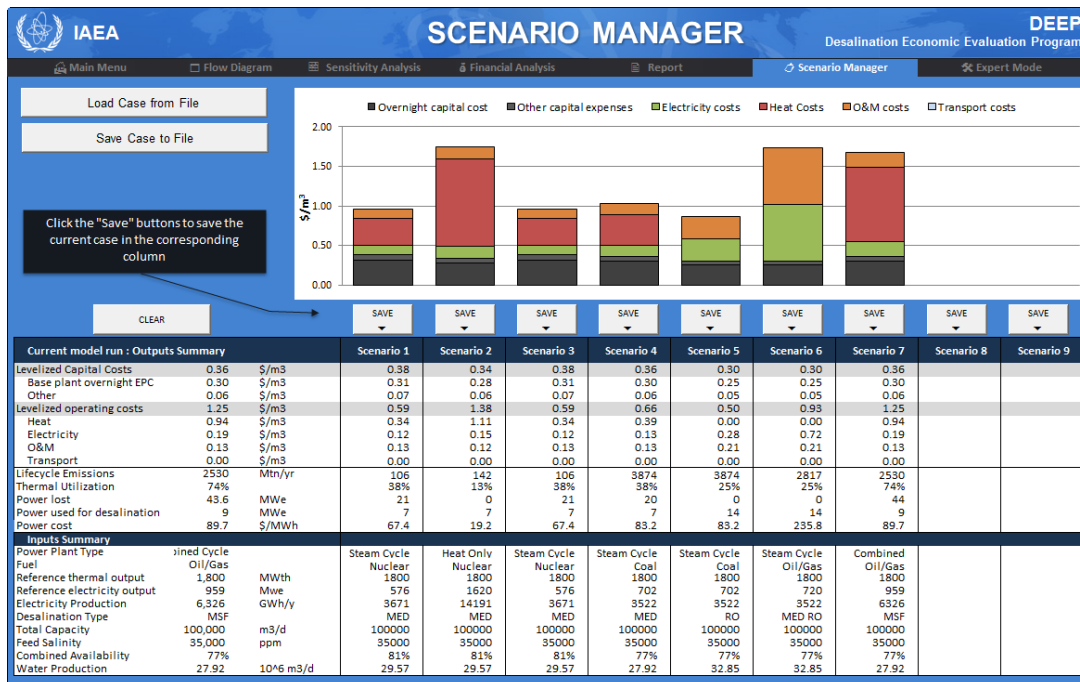 IAEA
SCENARIO MANAGER
DEEP
Desalination Economic Evaluation Program
Main Menu Flow Diagram Sensitivity Analysis Financial Analysis Report Scenario Manager Expert Mode
Load Case from File
Save Case to File
Click the "Save" buttons to save the
current case in the corresponding
column
CLEAR
Overnight capital cost Other capital expenses Electricity costs Heat Costs O&M costs Transport costs
$/m³
2.00
1.50
1.00
0.50
0.00
SAVE SAVE SAVE SAVE SAVE SAVE SAVE SAVE SAVE
Current model run : Outputs Summary Scenario 1 Scenario 2 Scenario 3 Scenario 4 Scenario 5 Scenario 6 Scenario 7 Scenario 8 Scenario 9
Levelized Capital Costs 0.36 $/m3 0.38 0.34 0.38 0.36 0.30 0.30 0.36
Base plant overnight EPC 0.30 $/m3 0.31 0.28 0.31 0.30 0.25 0.25 0.30
Other 0.06 $/m3 0.07 0.06 0.07 0.06 0.05 0.05 0.06
Levelized operating costs 1.25 $/m3 0.59 1.38 0.59 0.66 0.50 0.93 1.25
Heat 0.94 $/m3 0.34 1.11 0.34 0.39 0.00 0.00 0.94
Electricity 0.19 $/m3 0.12 0.15 0.12 0.13 0.28 0.72 0.19
O&M 0.13 $/m3 0.13 0.12 0.13 0.13 0.21 0.21 0.13
Transport 0.00 $/m3 0.00 0.00 0.00 0.00 0.00 0.00 0.00
Lifecycle Emissions 2530 Mtn/yr 106 142 106 3874 3874 2817 2530
Thermal Utilization 74% 38% 13% 38% 38% 25% 25% 74%
Power lost 43.6 MWe 21 0 21 20 0 0 44
Power used for desalination 9 MWe 7 7 7 7 14 14 9
Power cost 89.7 $/MWh 67.4 19.2 67.4 83.2 83.2 235.8 89.7
Inputs Summary
Power Plant Type ined Cycle Steam Cycle Heat Only Steam Cycle Steam Cycle Steam Cycle Steam Cycle Combined
Fuel Oil/Gas Nuclear Nuclear Nuclear Coal Coal Oil/Gas Oil/Gas
Reference thermal output 1,800 MWth 1800 1800 1800 1800 1800 1800 1800
Reference electricity output 959 Mwe 576 1620 576 702 702 720 959
Electricity Production 6,326 GWh/y 3671 14191 3671 3522 3522 3522 6326
Desalination Type MSF MED MED MED MED RO MED RO MSF
Total Capacity 100,000 m3/d 100000 100000 100000 100000 100000 100000 100000
Feed Salinity 35,000 ppm 35000 35000 35000 35000 35000 35000 35000
Combined Availability 77% 81% 81% 81% 77% 77% 77% 77%
Water Production 27.92 10^6 m3/d 29.57 29.57 29.57 27.92 32.85 32.85 27.92